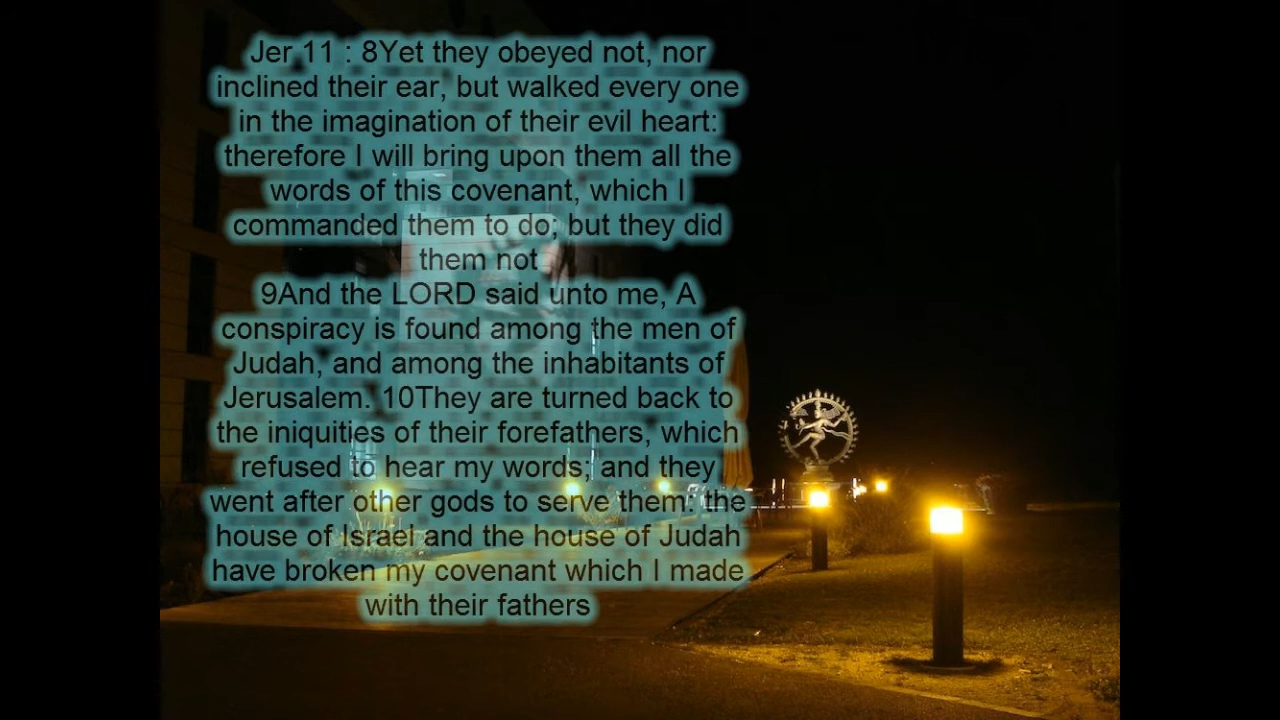 Jer 11 : 8Yet they obeyed not, nor
inclined their ear, but walked every one
in the imagination of their evil heart:
therefore I will bring upon them all the
words of this covenant, which I
commanded them to do; but they did
them not
9And the LORD said unto me, A
conspiracy is found among the men of
Judah, and among the inhabitants of
Jerusalem. 10They are turned back to
the iniquities of their forefathers, which
refused to hear my words; and they
went after other gods to serve them: the
house of Israel and the house of Judah
have broken my covenant which I made
with their fathers